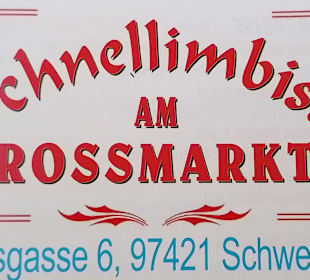 chnellimbis
AM
ROSSMARKT
sgasse 6, 97421 Schwe